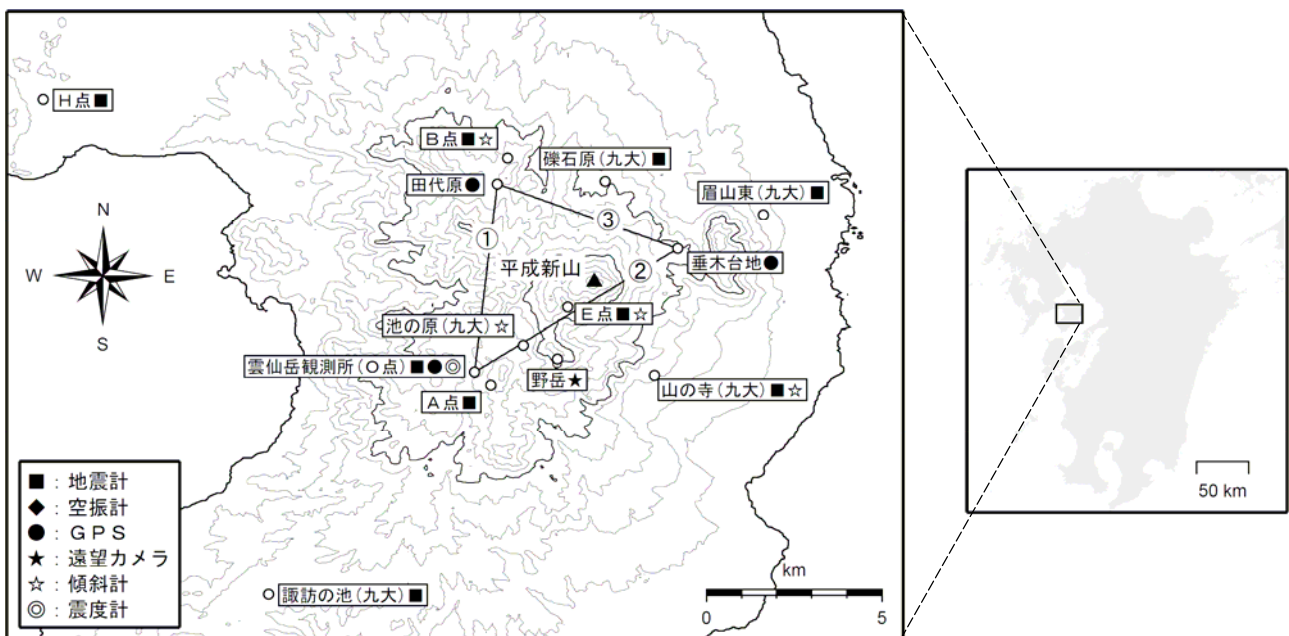 H点■
B点■☆
礫石原(九大)■
田代原●
眉山東(九大)■
①
③
N
W
E
S
平成新山
②
垂木台地●
E点■☆
池の原(九大)☆
雲仙岳観測所(O点)■●◎
野岳★
A点■
山の寺(九大)■☆
■：地震計
◆：空振計
●：GPS
★：遠望カメラ
☆：傾斜計
◎：震度計
諏訪の池(九大)■
km
0
5
50 km